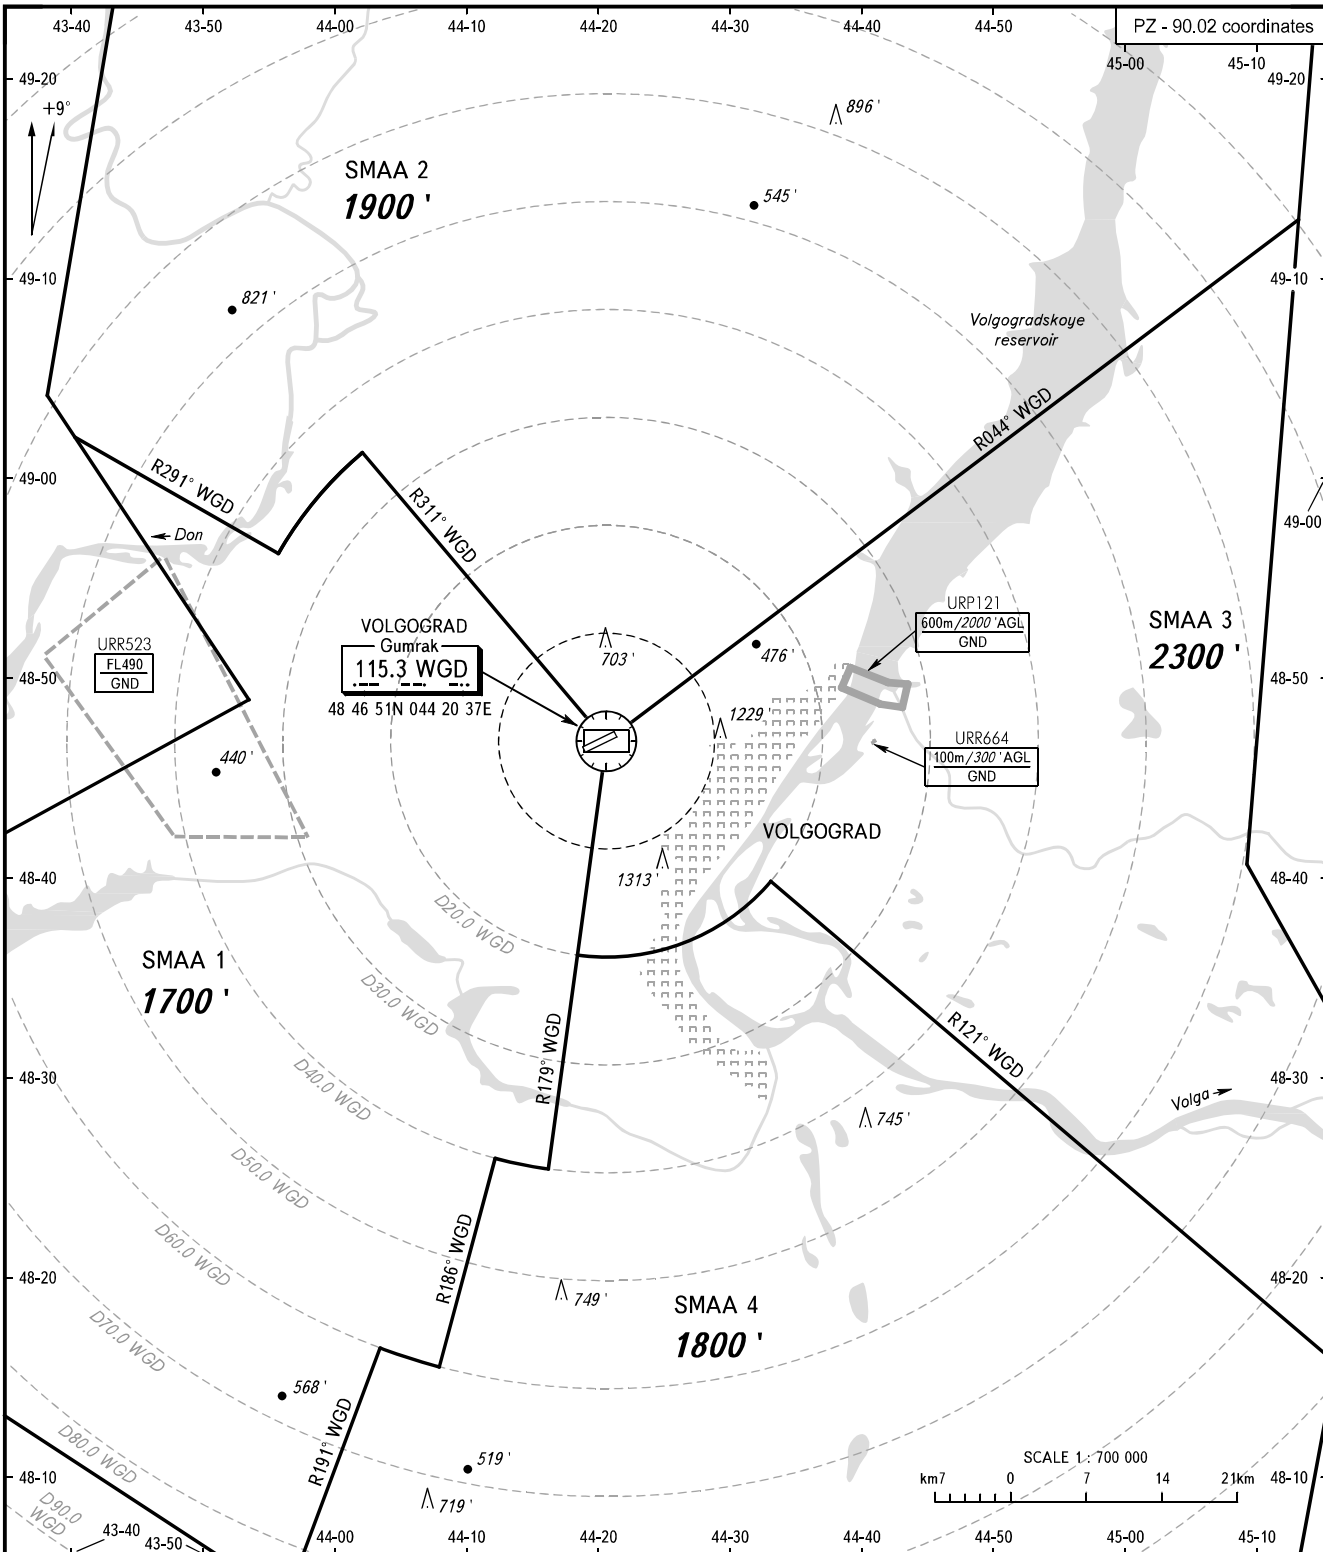 43-40
43-50
44-00
44-10
44-20
44-30
44-40
44-50
PZ - 90.02 coordinates
45-00
45-10
49-20
49-20
+9°
896 '
SMAA 2
1900 '
545 '
49-10
49-10
821 '
Volgogradskoye
reservoir
R044° WGD
49-00
R291° WGD
R311° WGD
49-00
Don
URP121
600m/2000 'AGL
GND
SMAA 3
2300 '
VOLGOGRAD
Gumrak
115.3 WGD
48 46 51N 044 20 37E
URR523
FL490
GND
703 '
476 '
48-50
48-50
1229 '
URR664
100m/300 'AGL
GND
440 '
VOLGOGRAD
1313 '
48-40
48-40
D20.0 WGD
SMAA 1
1700 '
D30.0 WGD
R179° WGD
R121° WGD
D40.0 WGD
48-30
48-30
Volga
745 '
D50.0 WGD
D60.0 WGD
R186° WGD
48-20
48-20
749 '
SMAA 4
1800 '
D70.0 WGD
568 '
R191° WGD
D80.0 WGD
519 '
719 '
SCALE 1 : 700 000
km7
0
7
14
21km
48-10
48-10
D90.0
WGD
43-40
43-50
44-00
44-10
44-20
44-30
44-40
44-50
45-00
45-10